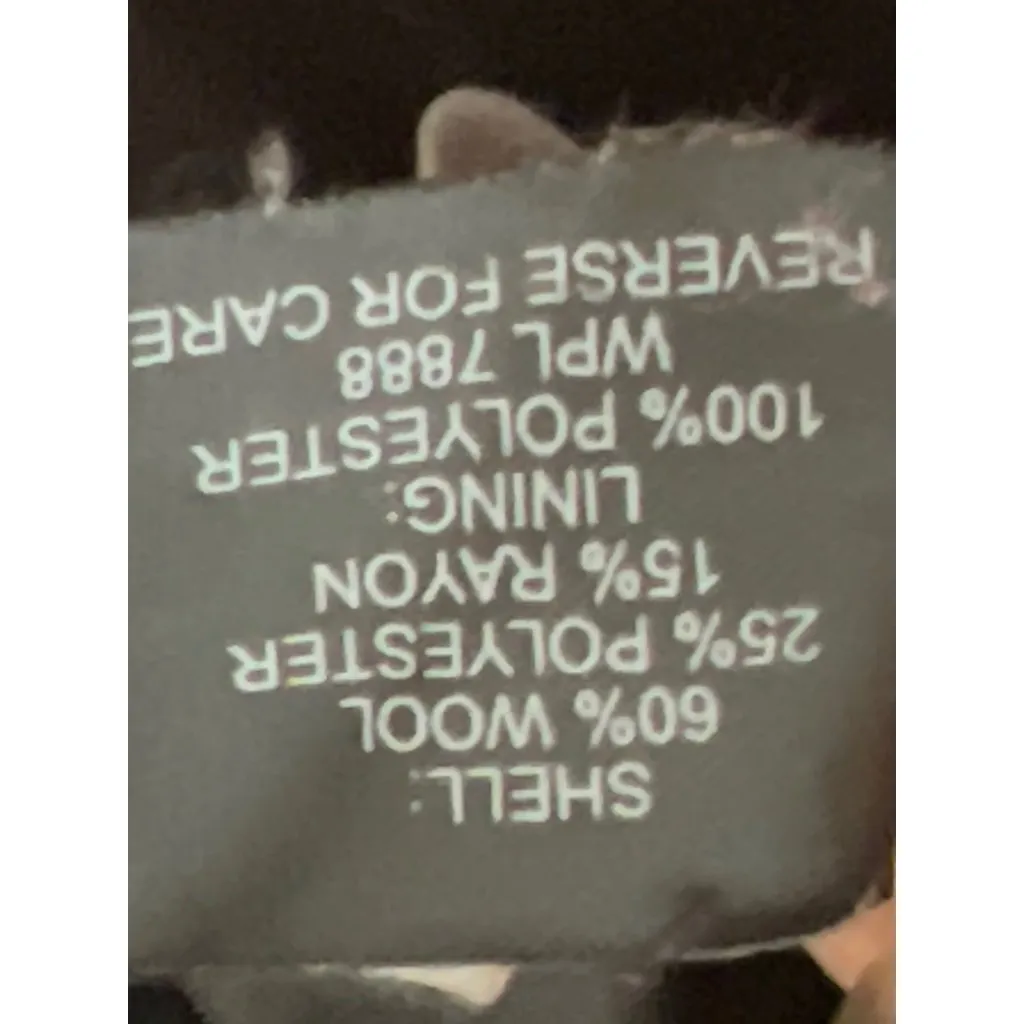 SHELL:
60% WOOL
25% POLYESTER
15% RAYON
LINING:
100% POLYESTER
WPL 7888
REVERSE FOR CARE